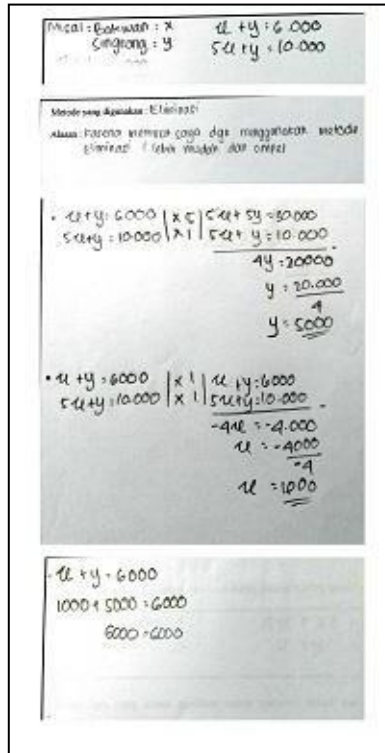 Misal : Bakwan : x x + y = 6.000
Singkong : y 5x + y = 10.000
Metode yang digunakan : Eliminasi
Alasan : Karena menurut saya dgn menggunakan metode
Eliminasi lebih mudah dan simpel
• x + y = 6000 | x 5 | 5x + 5y = 30.000
5x + y = 10.000 | x 1 | 5x + y = 10.000 -
4y = 20000
y = 20.000
4
y = 5000
• x + y = 6000 | x 1 | x + y = 6000
5x + y = 10.000 | x 1 | 5x + y = 10.000 -
-4x = -4.000
x = -4000
-4
x = 1000
- x + y = 6000
1000 + 5000 = 6000
6000 = 6000